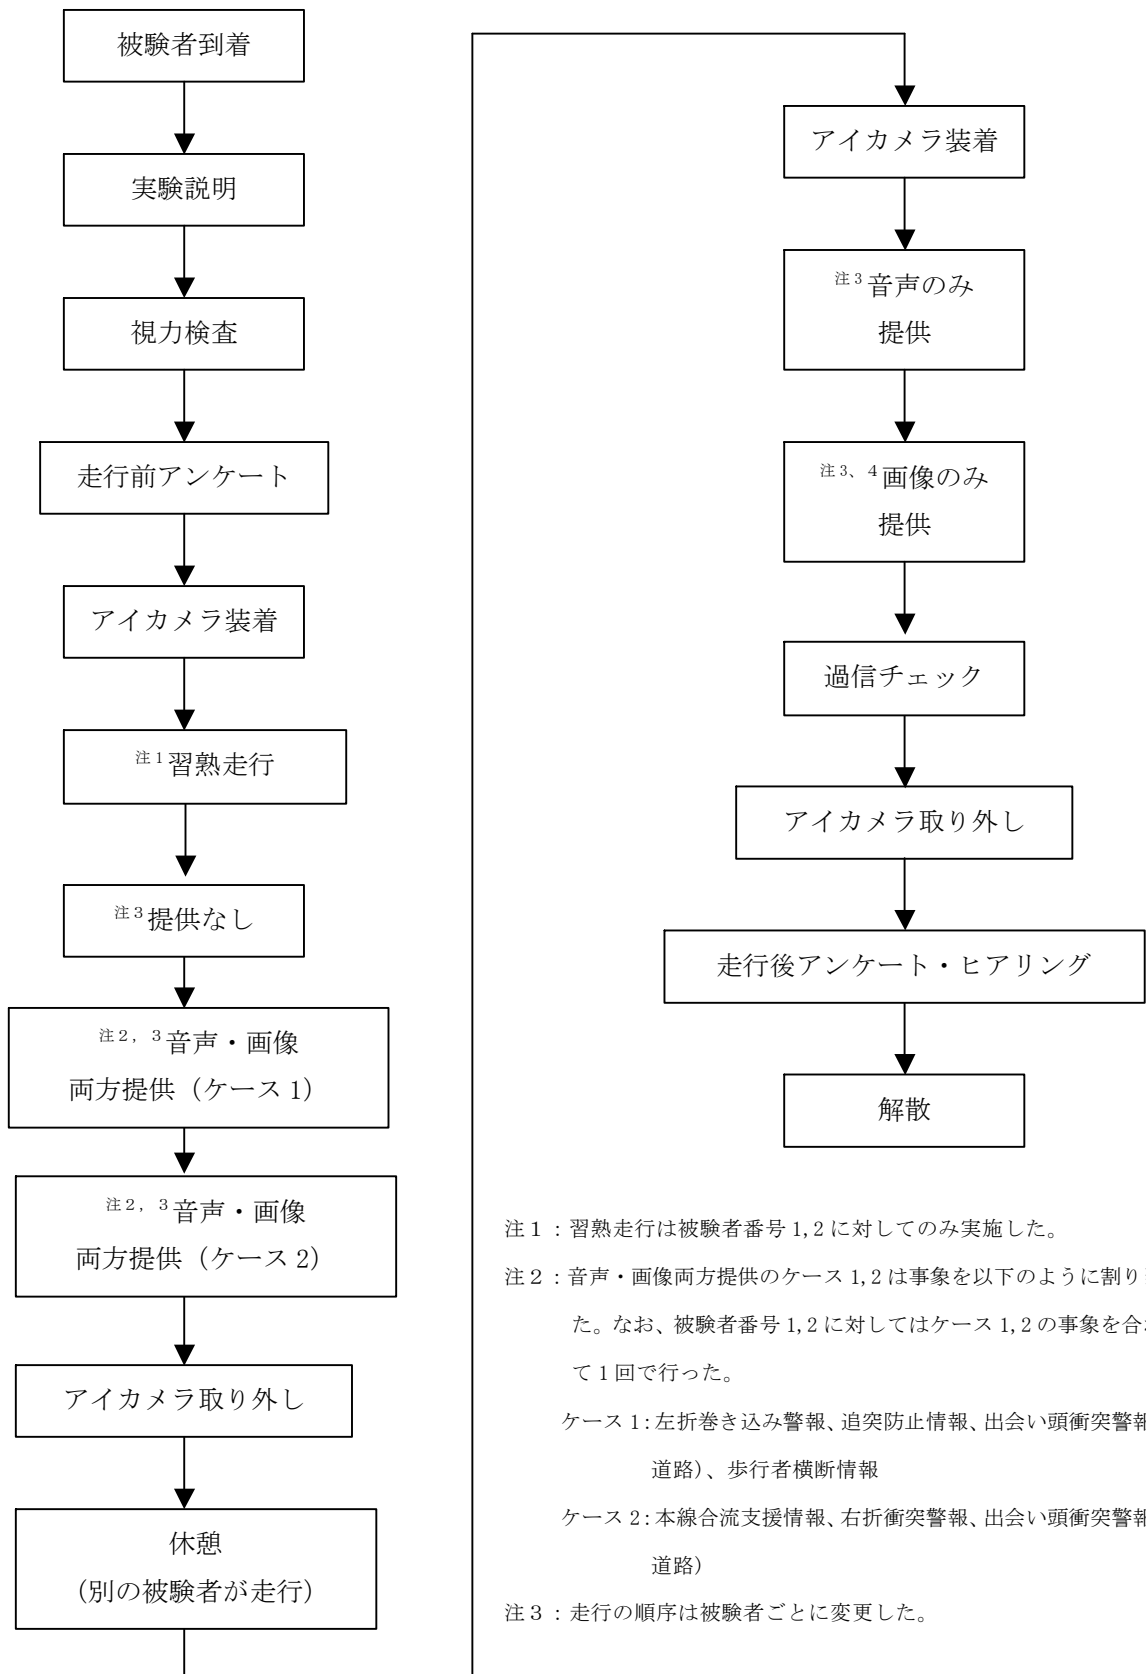 被験者到着
実験説明
視力検査
走行前アンケート
アイカメラ装着
注1習熟走行
注3提供なし
注2, 3音声・画像
両方提供（ケース 1）
注2, 3音声・画像
両方提供（ケース 2）
アイカメラ取り外し
休憩
（別の被験者が走行）
アイカメラ装着
注3音声のみ
提供
注3、4画像のみ
提供
過信チェック
アイカメラ取り外し
走行後アンケート・ヒアリング
解散
注1：習熟走行は被験者番号 1,2 に対してのみ実施した。
注2：音声・画像両方提供のケース 1,2 は事象を以下のように割り
た。なお、被験者番号 1,2 に対してはケース 1,2 の事象を合
て 1 回で行った。
ケース 1：左折巻き込み警報、追突防止情報、出会い頭衝突警報
道路）、歩行者横断情報
ケース 2：本線合流支援情報、右折衝突警報、出会い頭衝突警報
道路）
注3：走行の順序は被験者ごとに変更した。